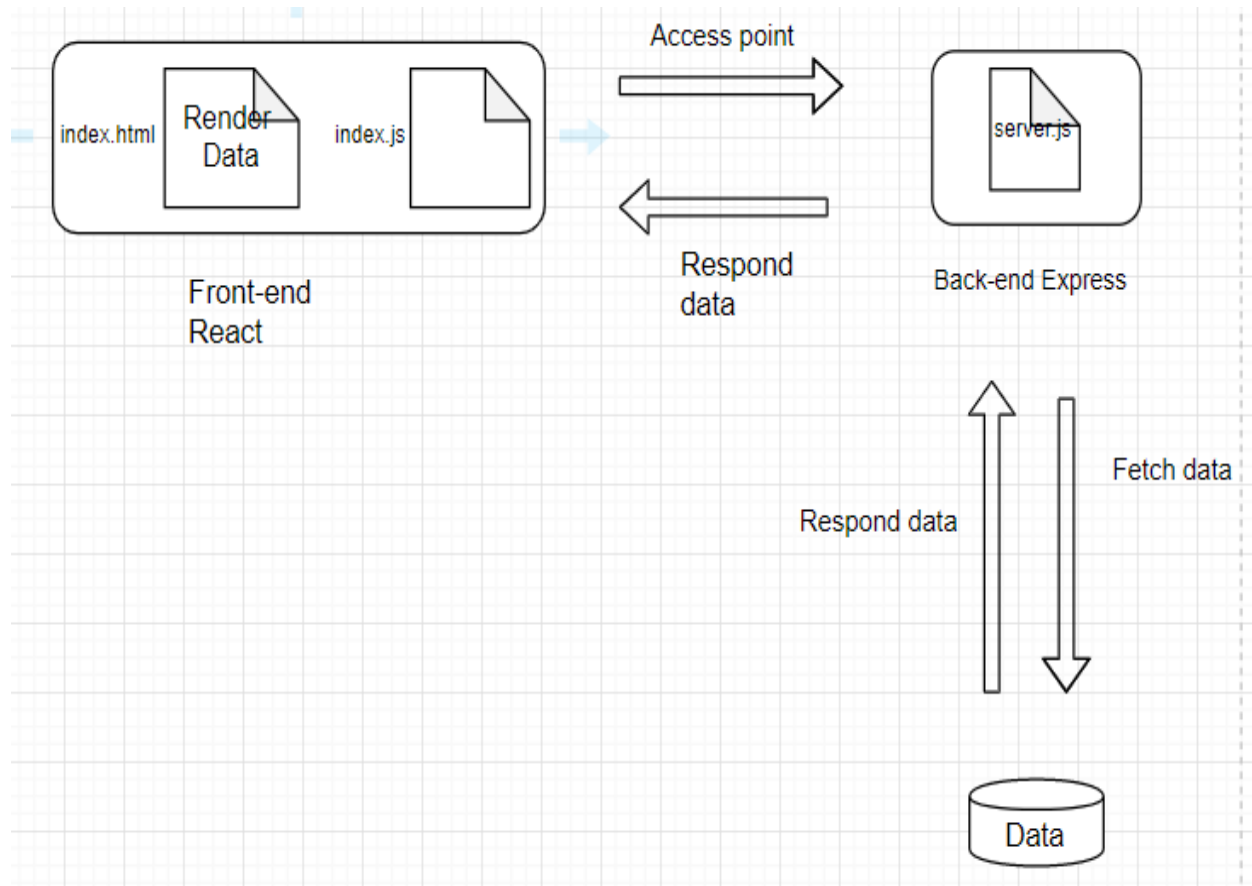 Access point
index.html
Render
Data
index.js
server.js
Respond
data
Back-end Express
Front-end
React
Fetch data
Respond data
Data